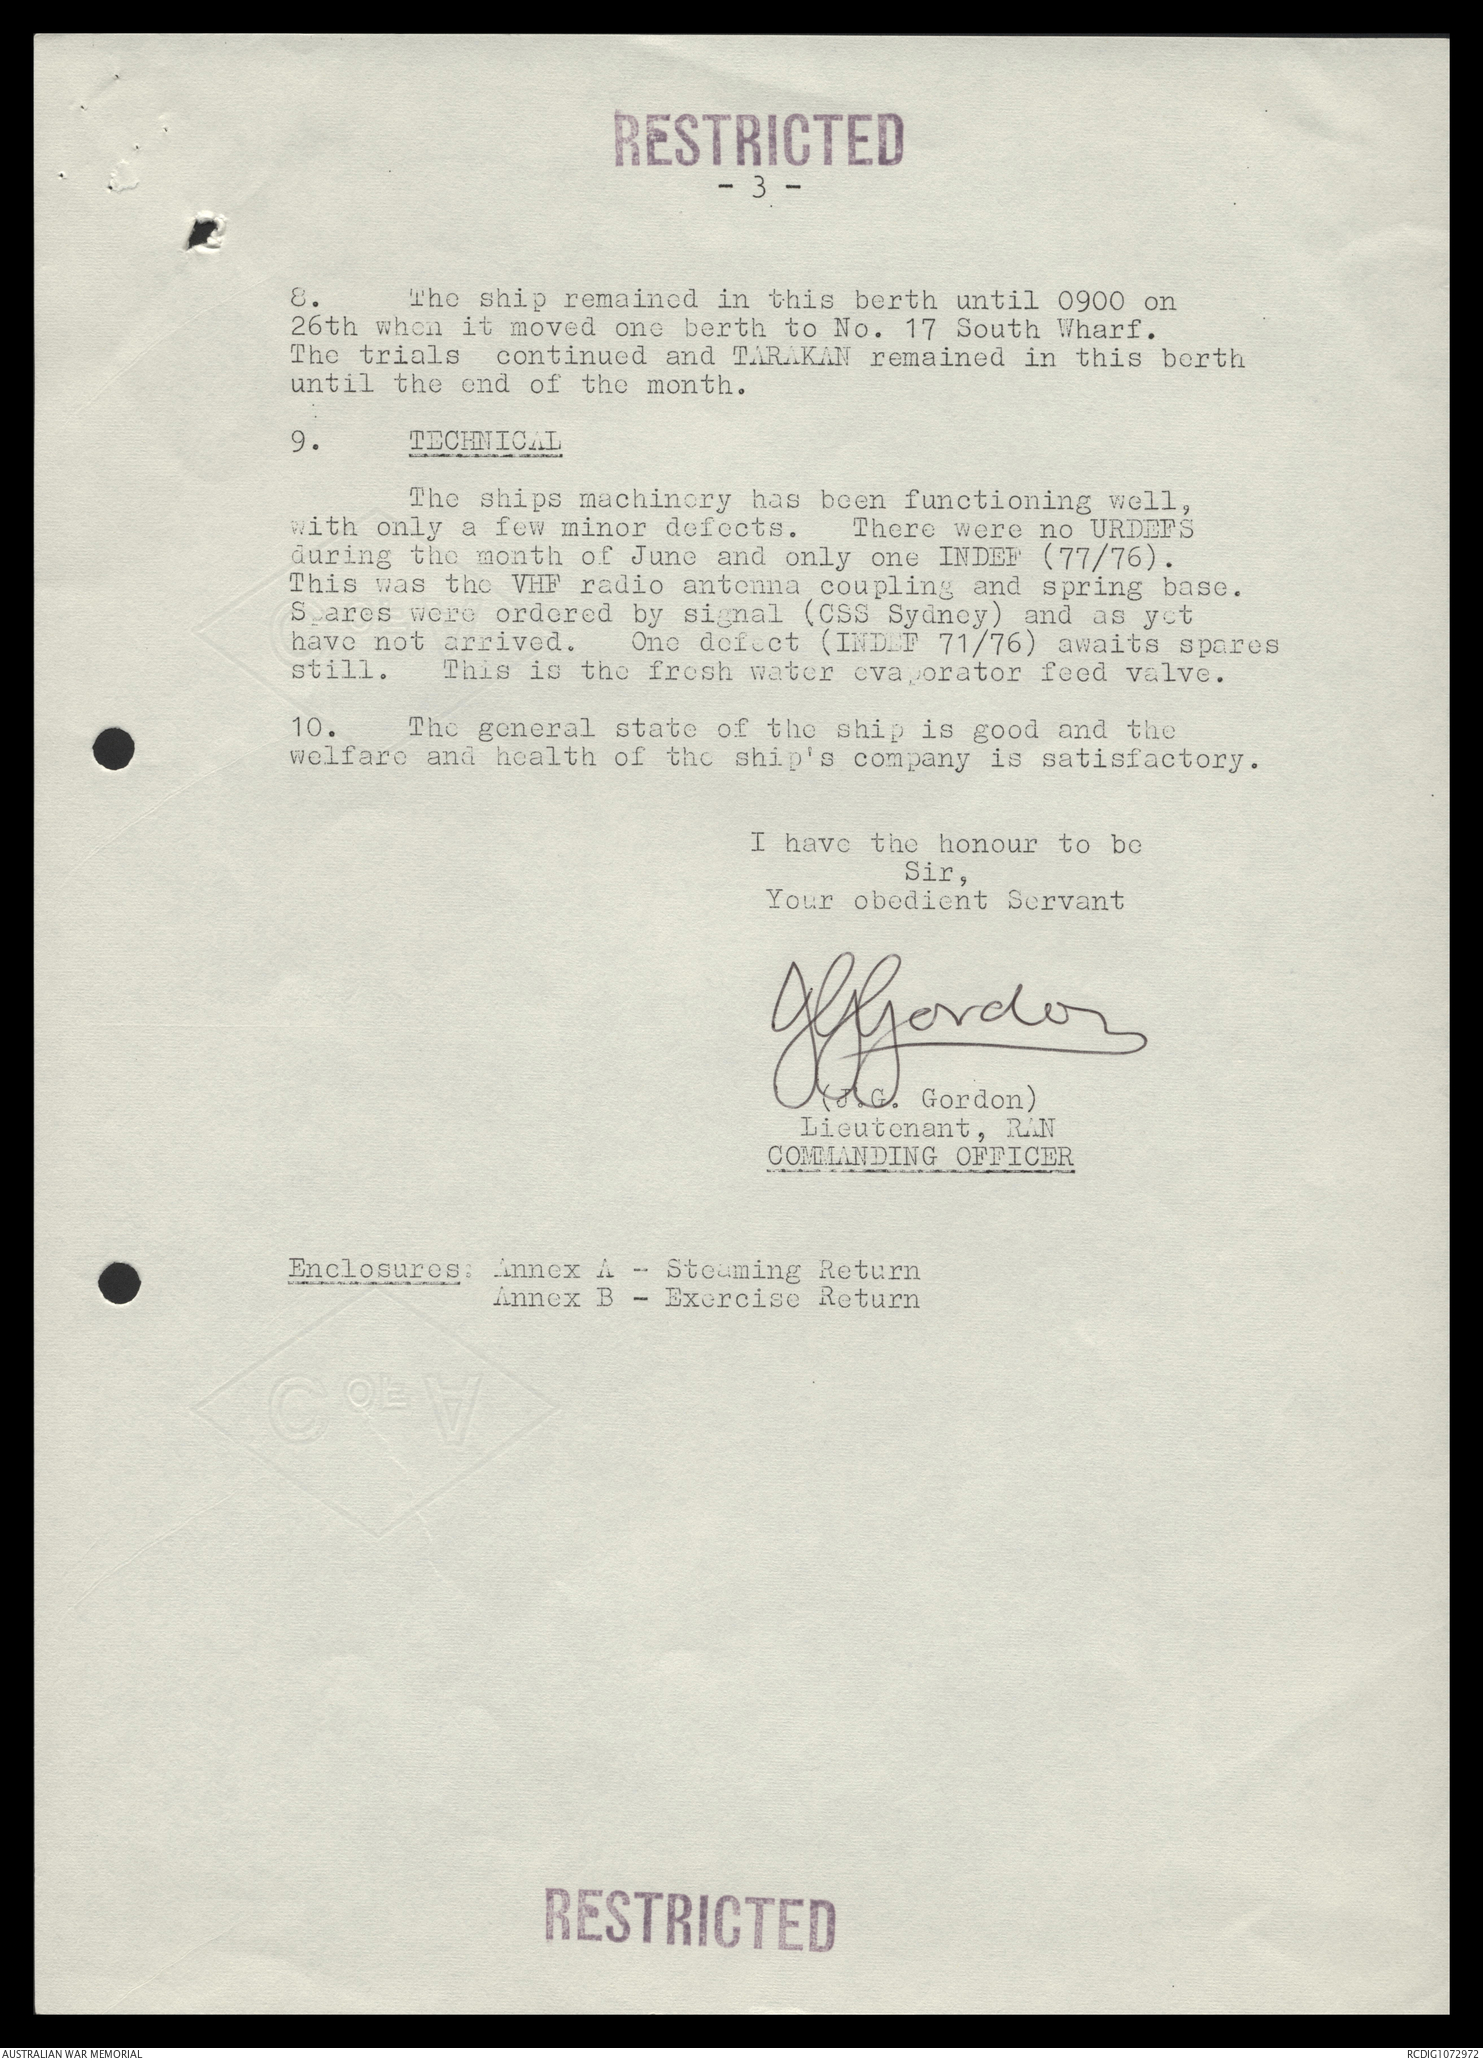 RESTRICTED
- 3 -
8. The ship remained in this berth until 0900 on
26th when it moved one berth to No. 17 South Wharf.
The trials continued and TARAKAN remained in this berth
until the end of the month.
9. TECHNICAL
The ships machinery has been functioning well,
with only a few minor defects. There were no URDEFS
during the month of June and only one INDEF (77/76).
This was the VHF radio antenna coupling and spring base.
Spares were ordered by signal (CSS Sydney) and as yet
have not arrived. One defect (INDEF 71/76) awaits spares
still. This is the fresh water evaporator feed valve.
10. The general state of the ship is good and the
welfare and health of the ship's company is satisfactory.
I have the honour to be
Sir,
Your obedient Servant
JGGordon
(J.G. Gordon)
Lieutenant, RAN
COMMANDING OFFICER
Enclosures: Annex A - Steaming Return
Annex B - Exercise Return
C OF A
RESTRICTED
AUSTRALIAN WAR MEMORIAL
RCDIG1072972